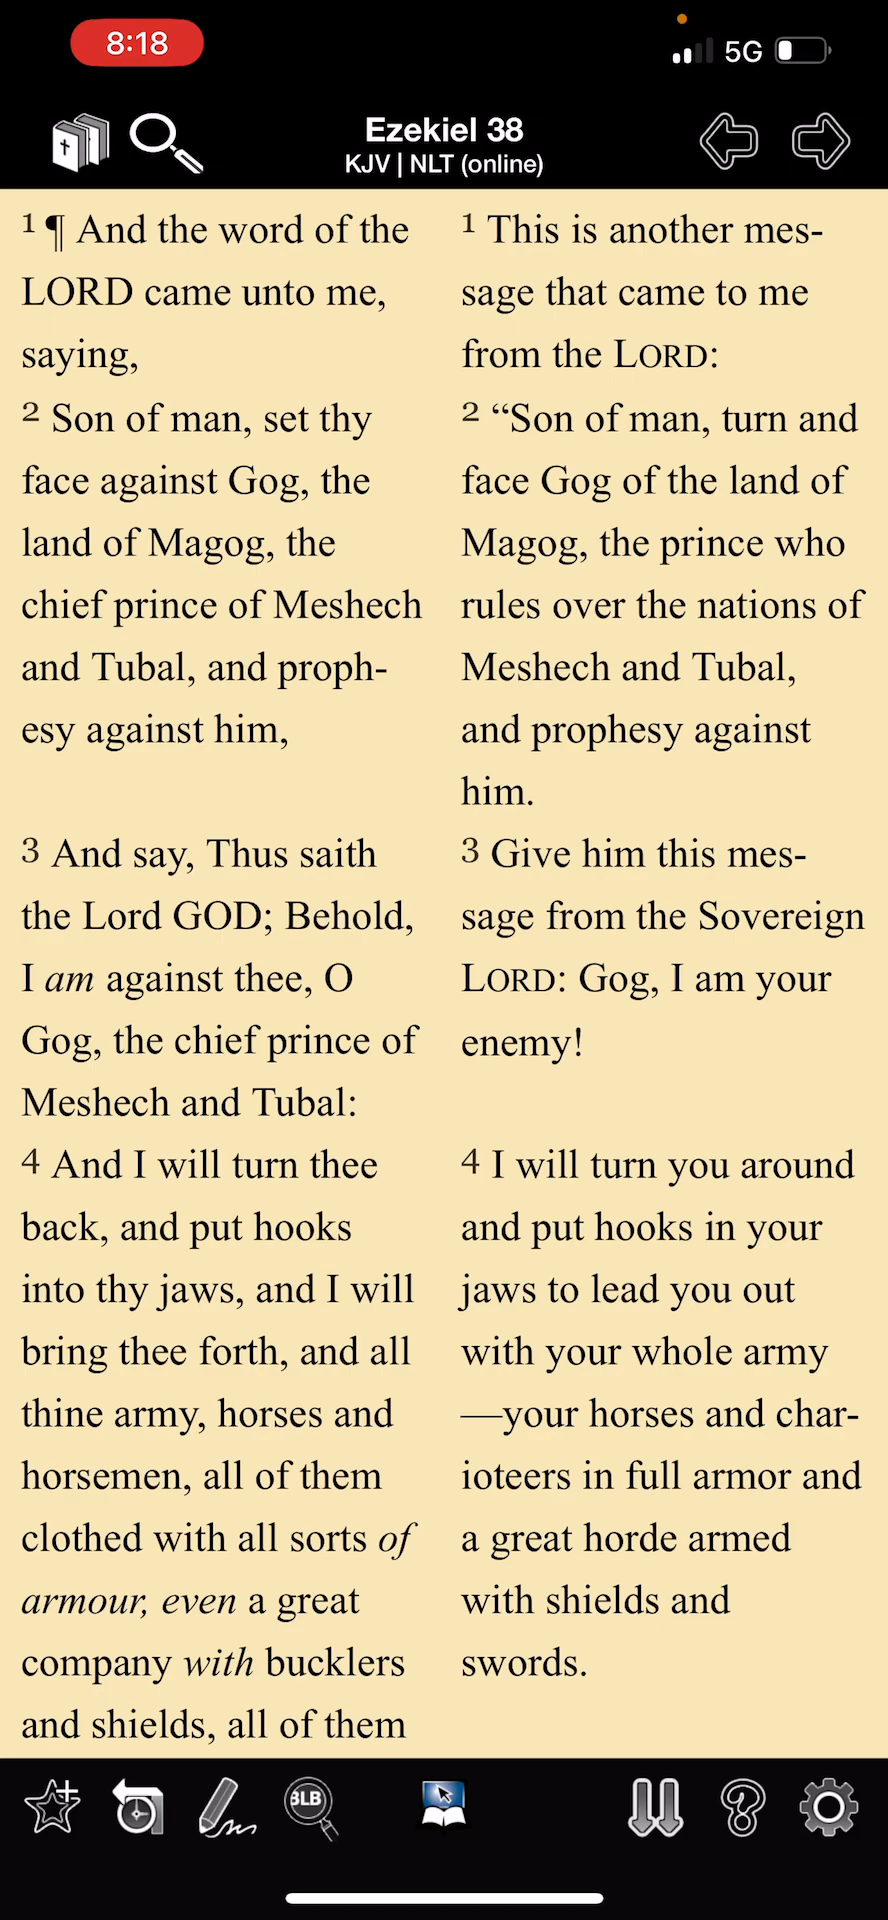 8:18
5G
Ezekiel 38
KJV | NLT (online)
1 ¶ And the word of the
LORD came unto me,
saying,
2 Son of man, set thy
face against Gog, the
land of Magog, the
chief prince of Meshech
and Tubal, and proph-
esy against him,
3 And say, Thus saith
the Lord GOD; Behold,
I am against thee, O
Gog, the chief prince of
Meshech and Tubal:
4 And I will turn thee
back, and put hooks
into thy jaws, and I will
bring thee forth, and all
thine army, horses and
horsemen, all of them
clothed with all sorts of
armour, even a great
company with bucklers
and shields, all of them
1 This is another mes-
sage that came to me
from the LORD:
2 “Son of man, turn and
face Gog of the land of
Magog, the prince who
rules over the nations of
Meshech and Tubal,
and prophesy against
him.
3 Give him this mes-
sage from the Sovereign
LORD: Gog, I am your
enemy!
4 I will turn you around
and put hooks in your
jaws to lead you out
with your whole army
—your horses and char-
ioteers in full armor and
a great horde armed
with shields and
swords.
BLB